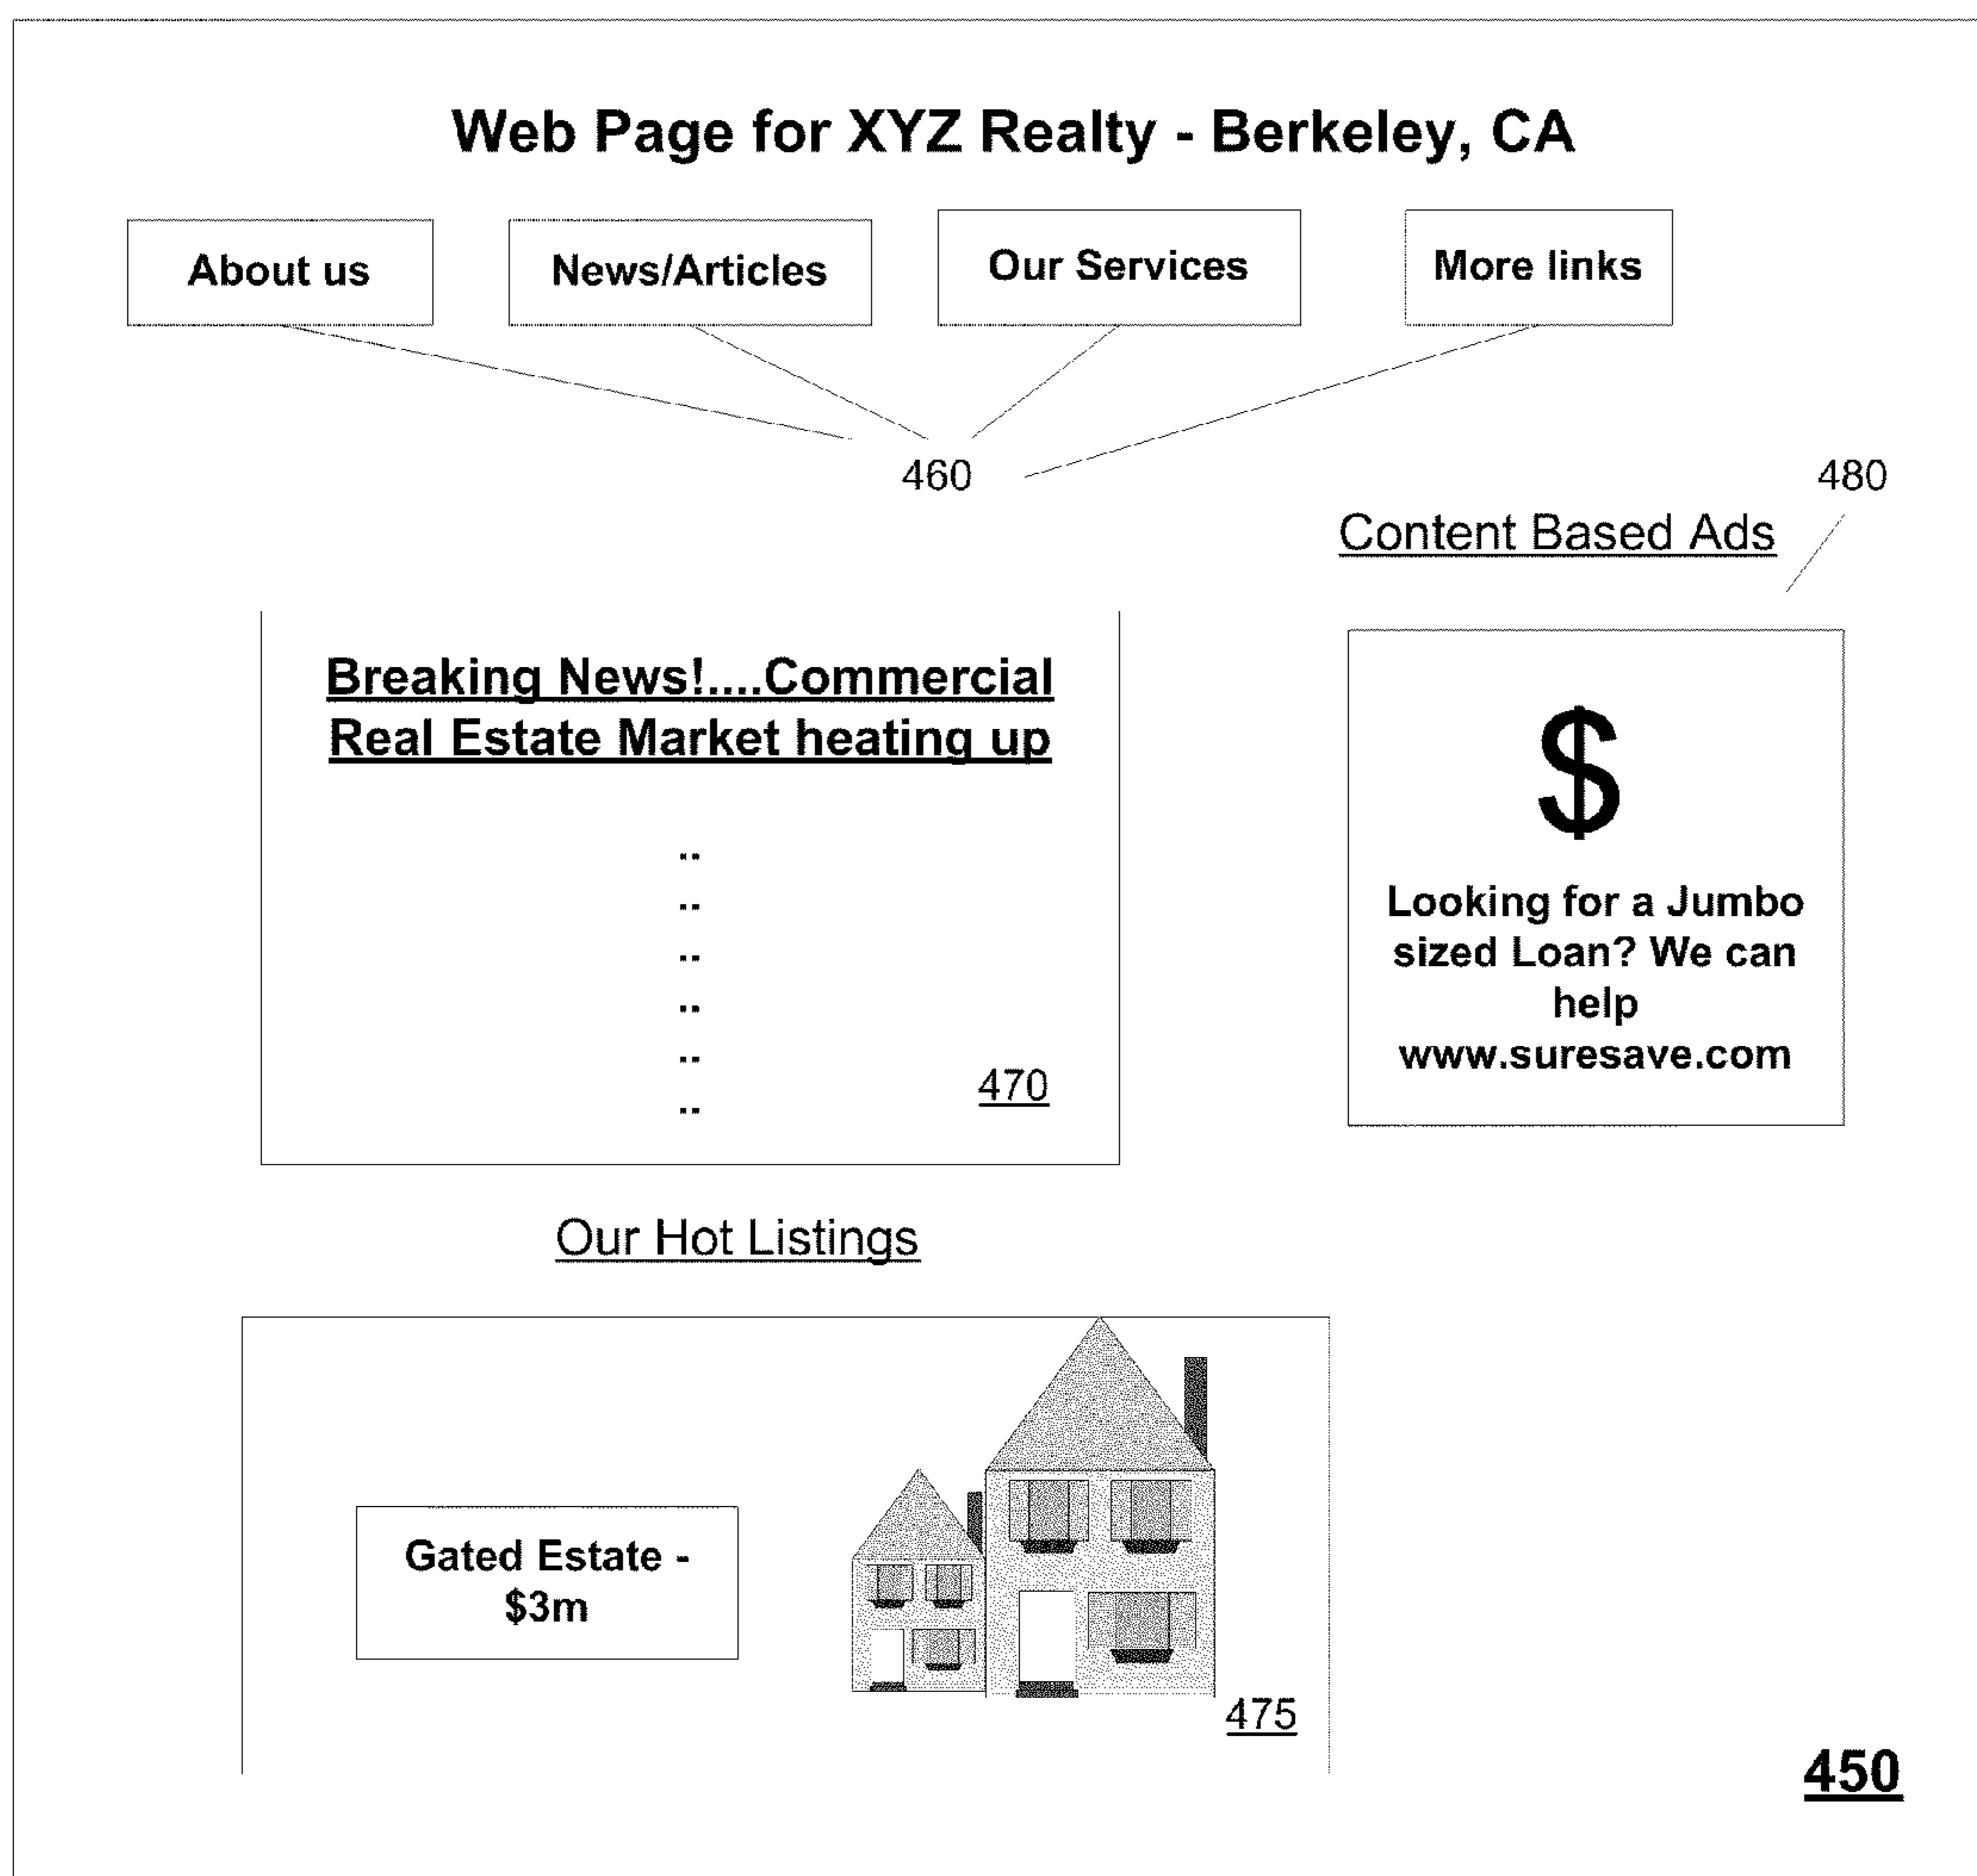 Web Page for XYZ Realty - Berkeley, CA
About us
News/Articles
Our Services
More links
460
480
Content Based Ads
Breaking News!....Commercial
Real Estate Market heating up
..
..
..
..
..
..
470
$
Looking for a Jumbo
sized Loan? We can
help
www.suresave.com
Our Hot Listings
Gated Estate -
$3m
475
450